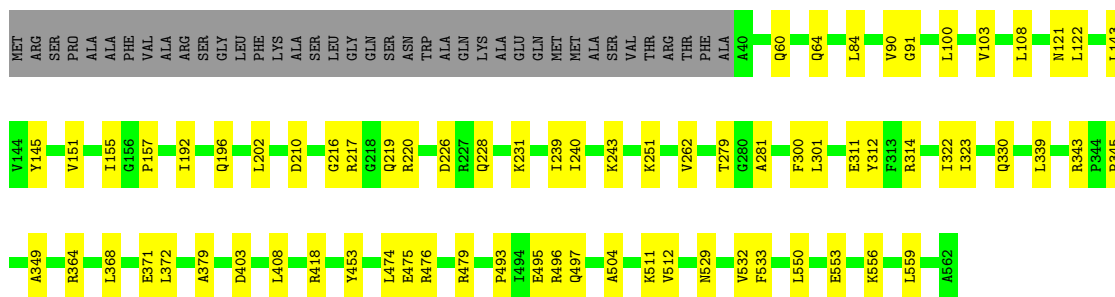 MET ARG SER PRO ALA ALA PHE VAL ALA ARG SER GLY LEU PHE LYS ALA SER LEU GLY GLN SER ASN TRP ALA GLN LYS ALA GLU GLN MET MET ALA SER VAL THR ARG THR PHE ALA A40 Q60 Q64 L84 V90 G91 L100 V103 L108 N121 L122 L143
V144 Y145 V151 I155 G156 P157 I192 Q196 L202 D210 G216 R217 G218 Q219 R220 D226 R227 Q228 K231 I239 I240 K243 K251 V262 T279 G280 A281 F300 L301 E311 Y312 F313 R314 I322 I323 Q330 L339 R343 P344
A349 R364 L368 E371 L372 A379 D403 L408 R418 Y453 L474 E475 R476 R479 P493 I494 E495 R496 Q497 A504 K511 V512 N529 V532 F533 L550 E553 K556 L559 A562